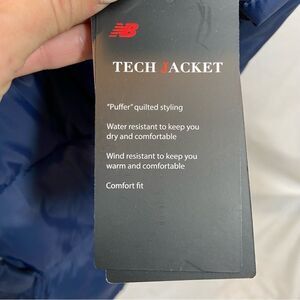 NB
TECH JACKET
"Puffer" quilted styling
Water resistant to keep you
dry and comfortable
Wind resistant to keep you
warm and comfortable
Comfort fit